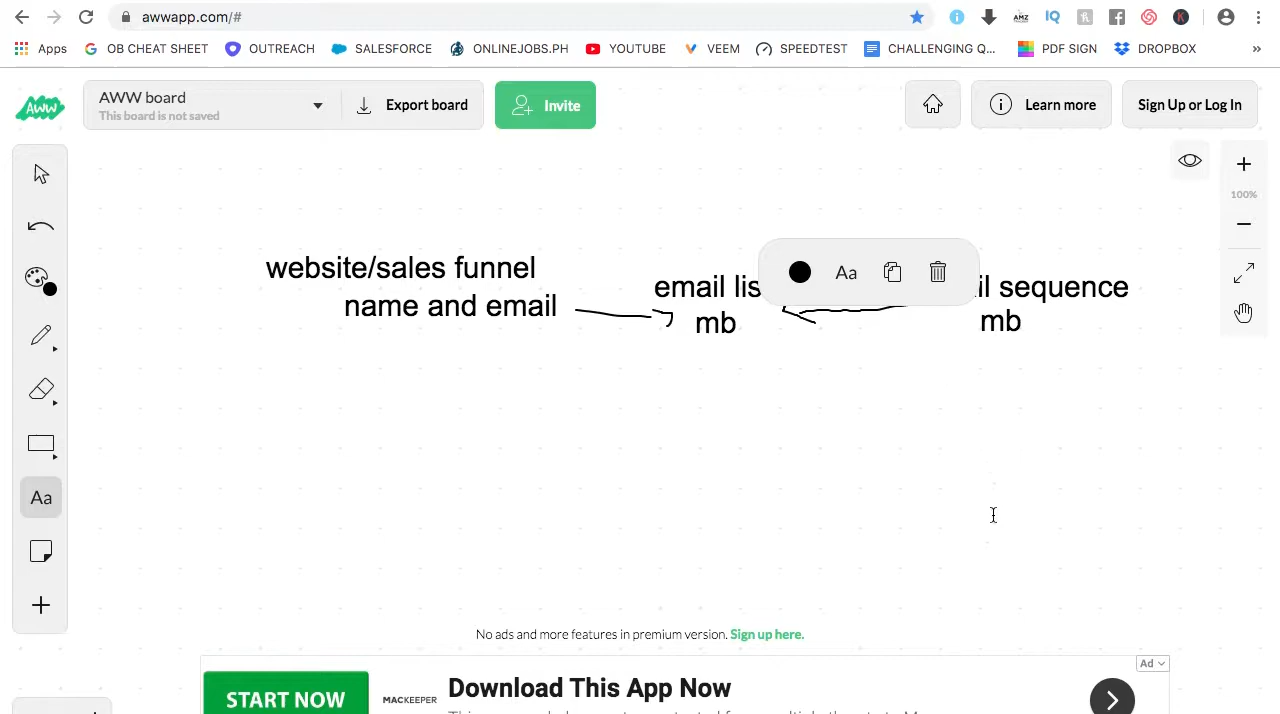 awwapp.com/#
Apps
OB CHEAT SHEET
OUTREACH
SALESFORCE
ONLINEJOBS.PH
YOUTUBE
VEEM
SPEEDTEST
CHALLENGING Q...
PDF SIGN
DROPBOX
»
AWW
AWW board
This board is not saved
Export board
Invite
Learn more
Sign Up or Log In
100%
website/sales funnel
name and email
email lis
mb
il sequence
mb
Aa
Aa
No ads and more features in premium version. Sign up here.
Ad
START NOW
MACKEEPER
Download This App Now